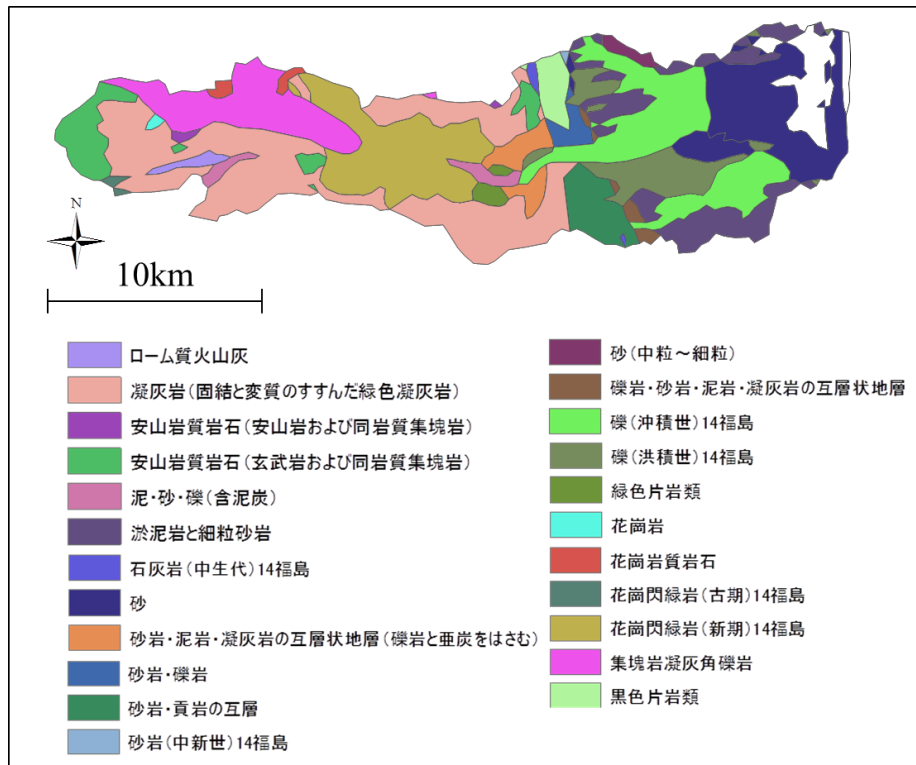 N
10km
ローム質火山灰
凝灰岩(固結と変質のすすんだ緑色凝灰岩)
安山岩質岩石(安山岩および同岩質集塊岩)
安山岩質岩石(玄武岩および同岩質集塊岩)
泥・砂・礫(含泥炭)
淤泥岩と細粒砂岩
石灰岩(中生代)14福島
砂
砂岩・泥岩・凝灰岩の互層状地層(礫岩と亜炭をはさむ)
砂岩・礫岩
砂岩・貢岩の互層
砂岩(中新世)14福島
砂(中粒～細粒)
礫岩・砂岩・泥岩・凝灰岩の互層状地層
礫(沖積世)14福島
礫(洪積世)14福島
緑色片岩類
花崗岩
花崗岩質岩石
花崗閃緑岩(古期)14福島
花崗閃緑岩(新期)14福島
集塊岩凝灰角礫岩
黒色片岩類